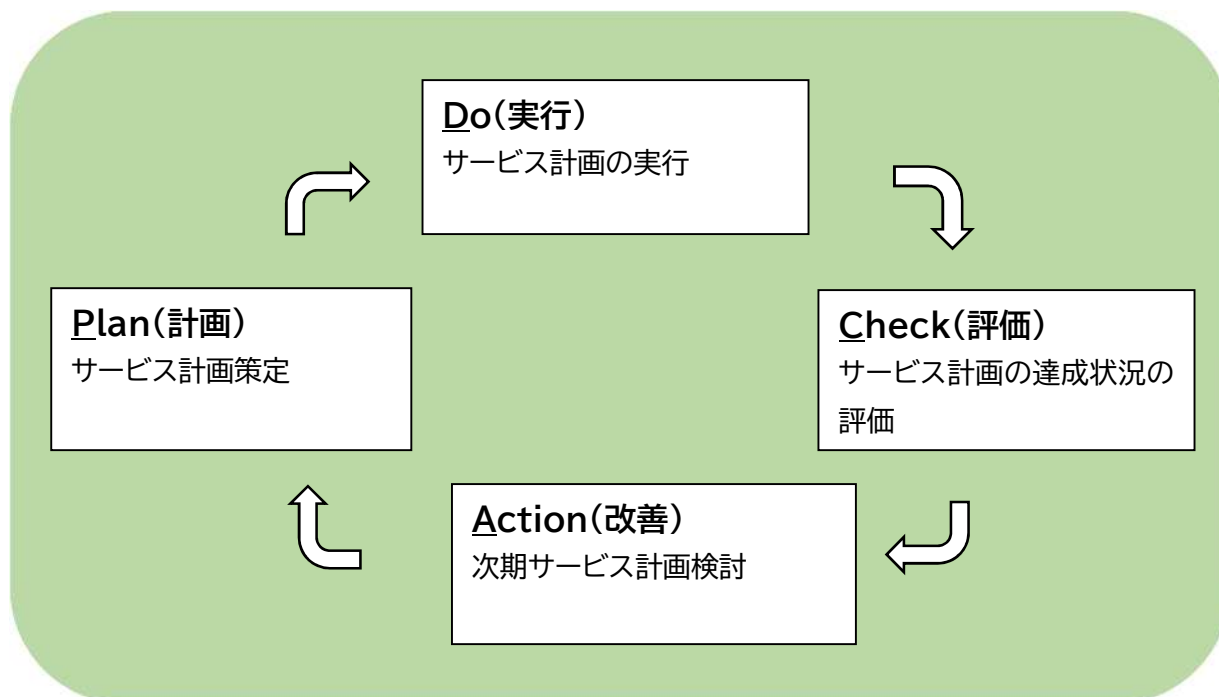 Do(実行)
サービス計画の実行
Plan(計画)
サービス計画策定
Check(評価)
サービス計画の達成状況の
評価
Action(改善)
次期サービス計画検討